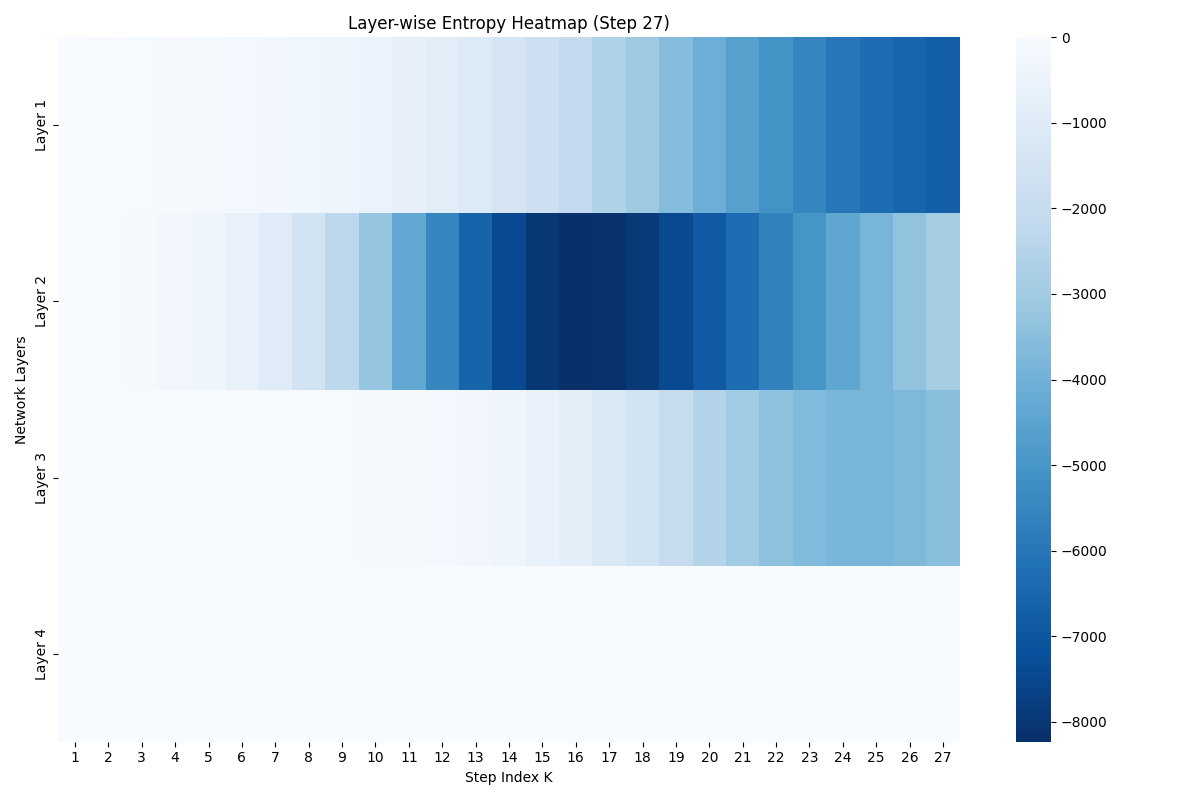 Layer-wise Entropy Heatmap (Step 27)
Network Layers
Layer 1
Layer 2
Layer 3
Layer 4
1 2 3 4 5 6 7 8 9 10 11 12 13 14 15 16 17 18 19 20 21 22 23 24 25 26 27
Step Index K
0
−1000
−2000
−3000
−4000
−5000
−6000
−7000
−8000